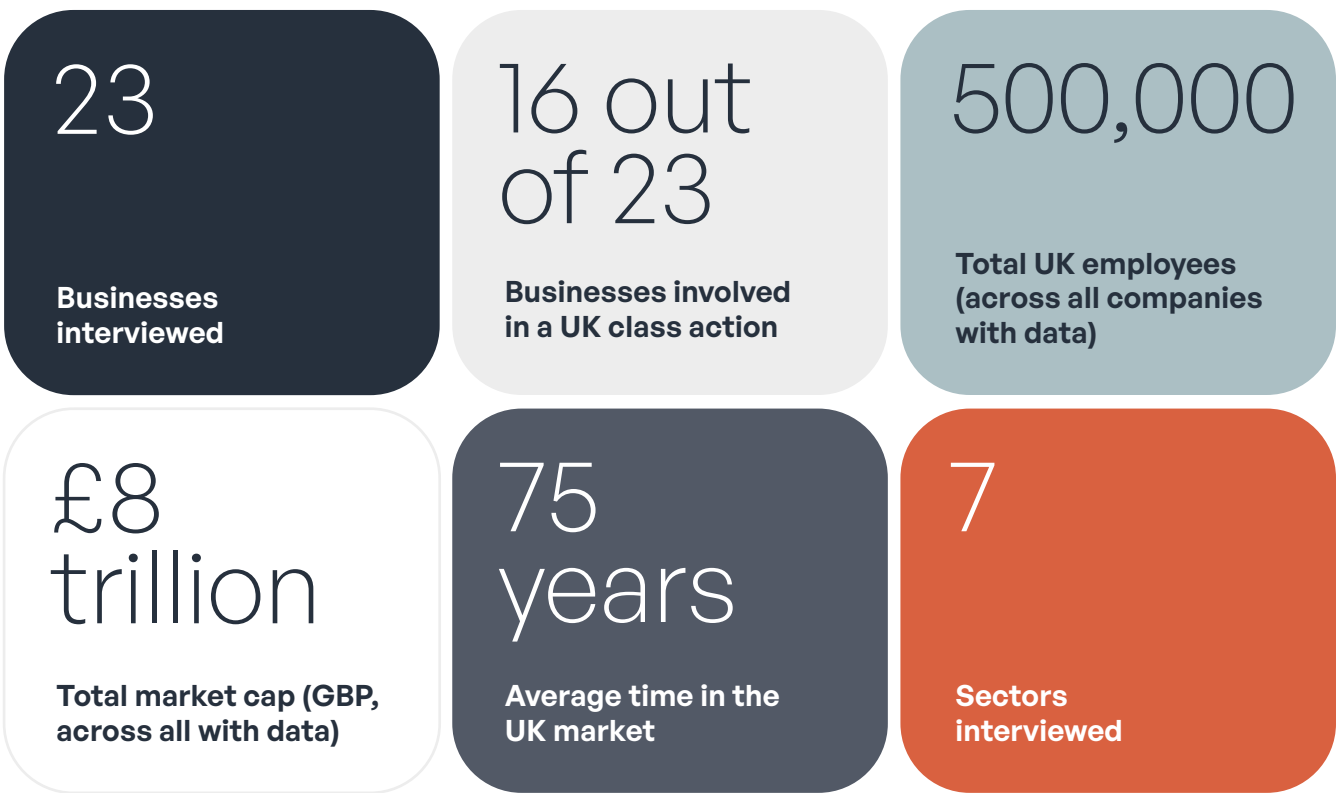 23
Businesses
interviewed
16 out
of 23
Businesses involved
in a UK class action
500,000
Total UK employees
(across all companies
with data)
£8
trillion
Total market cap (GBP,
across all with data)
75
years
Average time in the
UK market
7
Sectors
interviewed